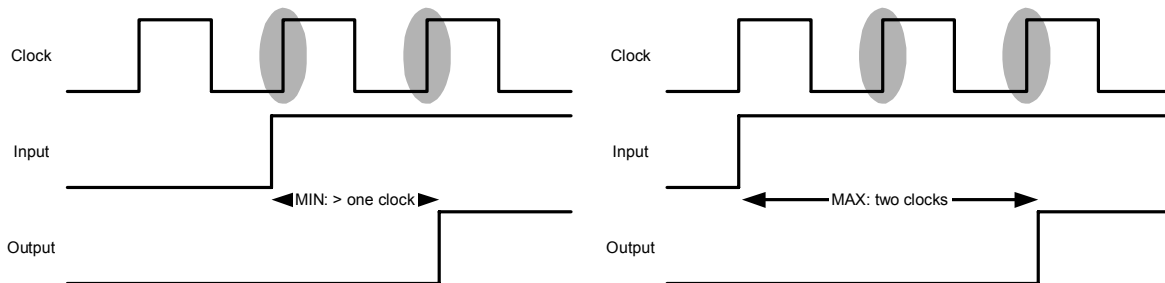 Clock
Input
MIN: > one clock
Output
Clock
Input
MAX: two clocks
Output